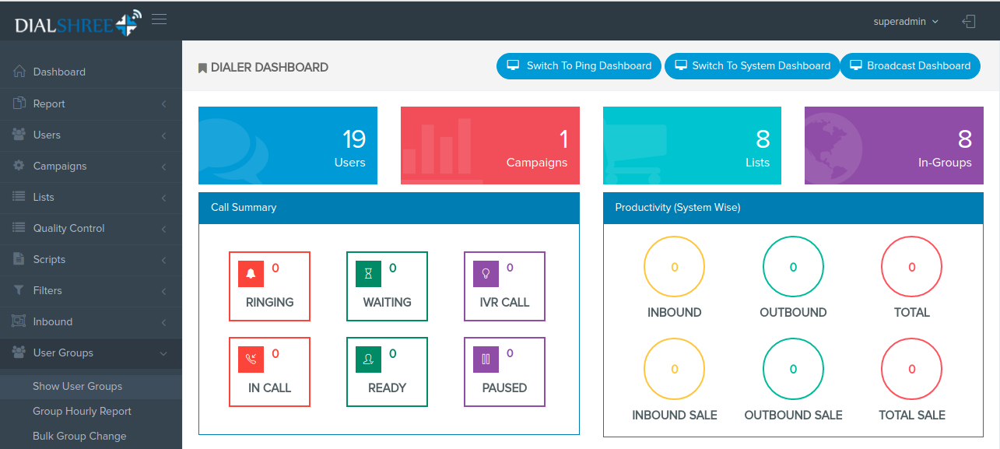 DIALSHREE
superadmin
Dashboard
Report
Users
Campaigns
Lists
Quality Control
Scripts
Filters
Inbound
User Groups
Show User Groups
Group Hourly Report
Bulk Group Change
DIALER DASHBOARD
Switch To Ping Dashboard
Switch To System Dashboard
Broadcast Dashboard
19
Users
1
Campaigns
8
Lists
8
In-Groups
Call Summary
0
RINGING
0
WAITING
0
IVR CALL
0
IN CALL
0
READY
0
PAUSED
Productivity (System Wise)
0
INBOUND
0
OUTBOUND
0
TOTAL
0
INBOUND SALE
0
OUTBOUND SALE
0
TOTAL SALE